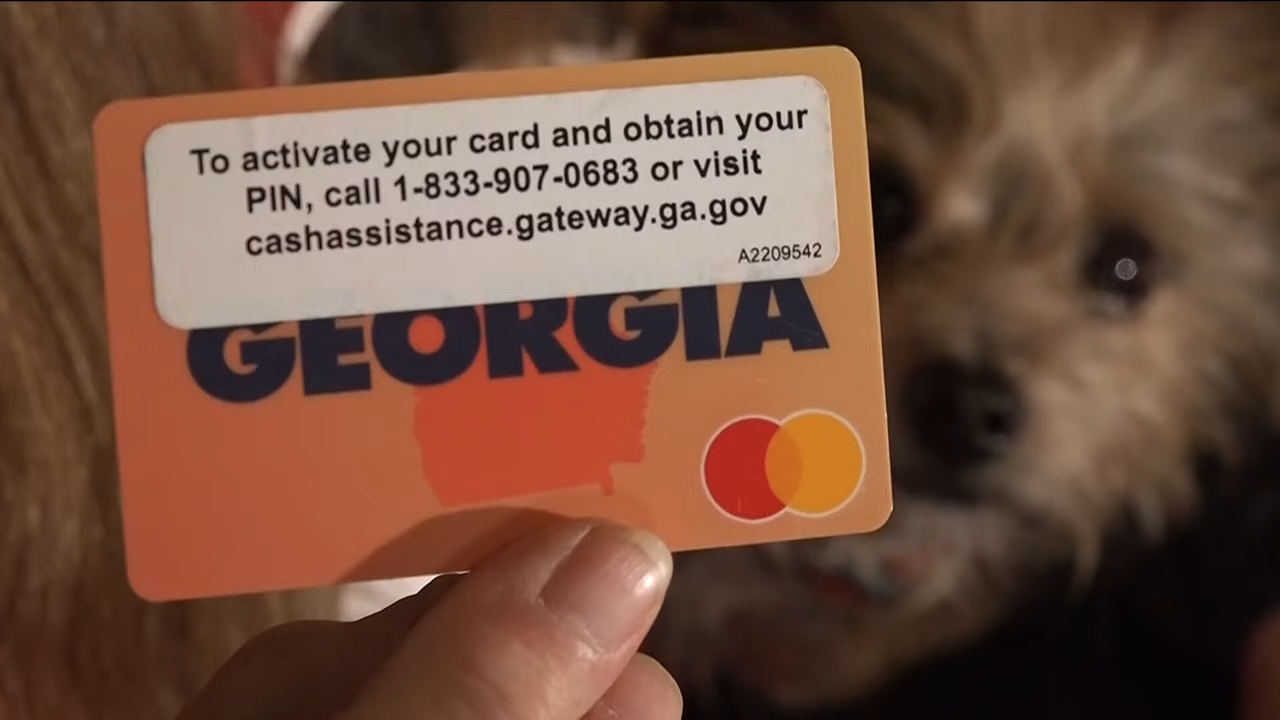 To activate your card and obtain your
PIN, call 1-833-907-0683 or visit
cashassistance.gateway.ga.gov
A2209542
GEORGIA